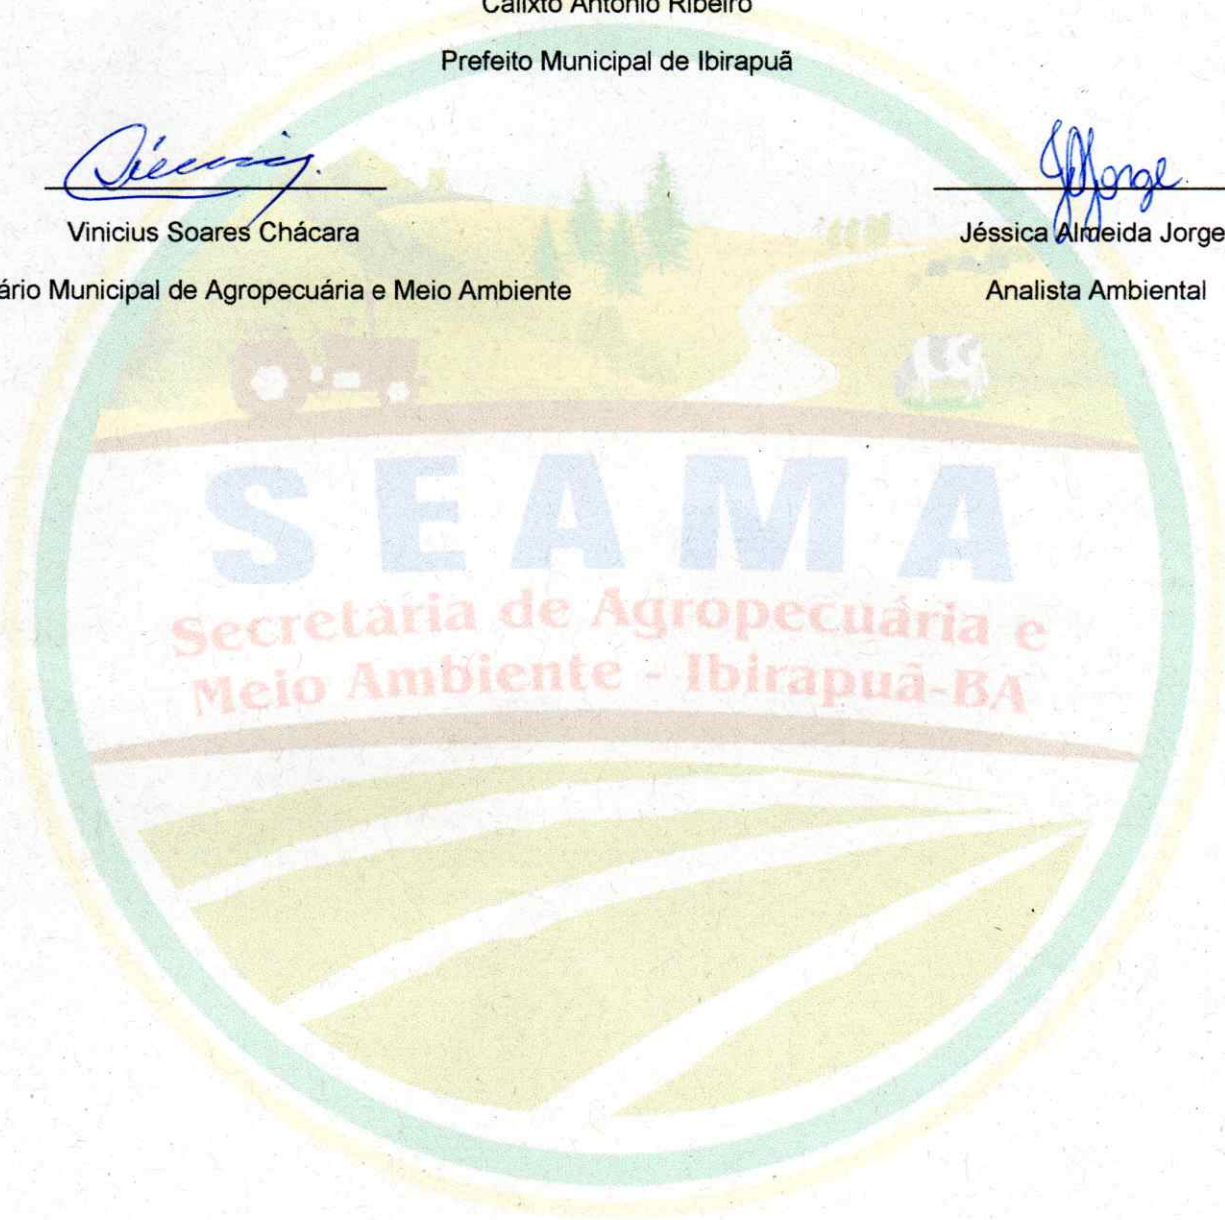 Calixto Antônio Ribeiro
Prefeito Municipal de Ibirapuã
Vinicius Soares Chácara
Jéssica Almeida Jorge
ário Municipal de Agropecuária e Meio Ambiente
Analista Ambiental
SEAMA
Secretaria de Agropecuária e
Meio Ambiente - Ibirapuã-BA